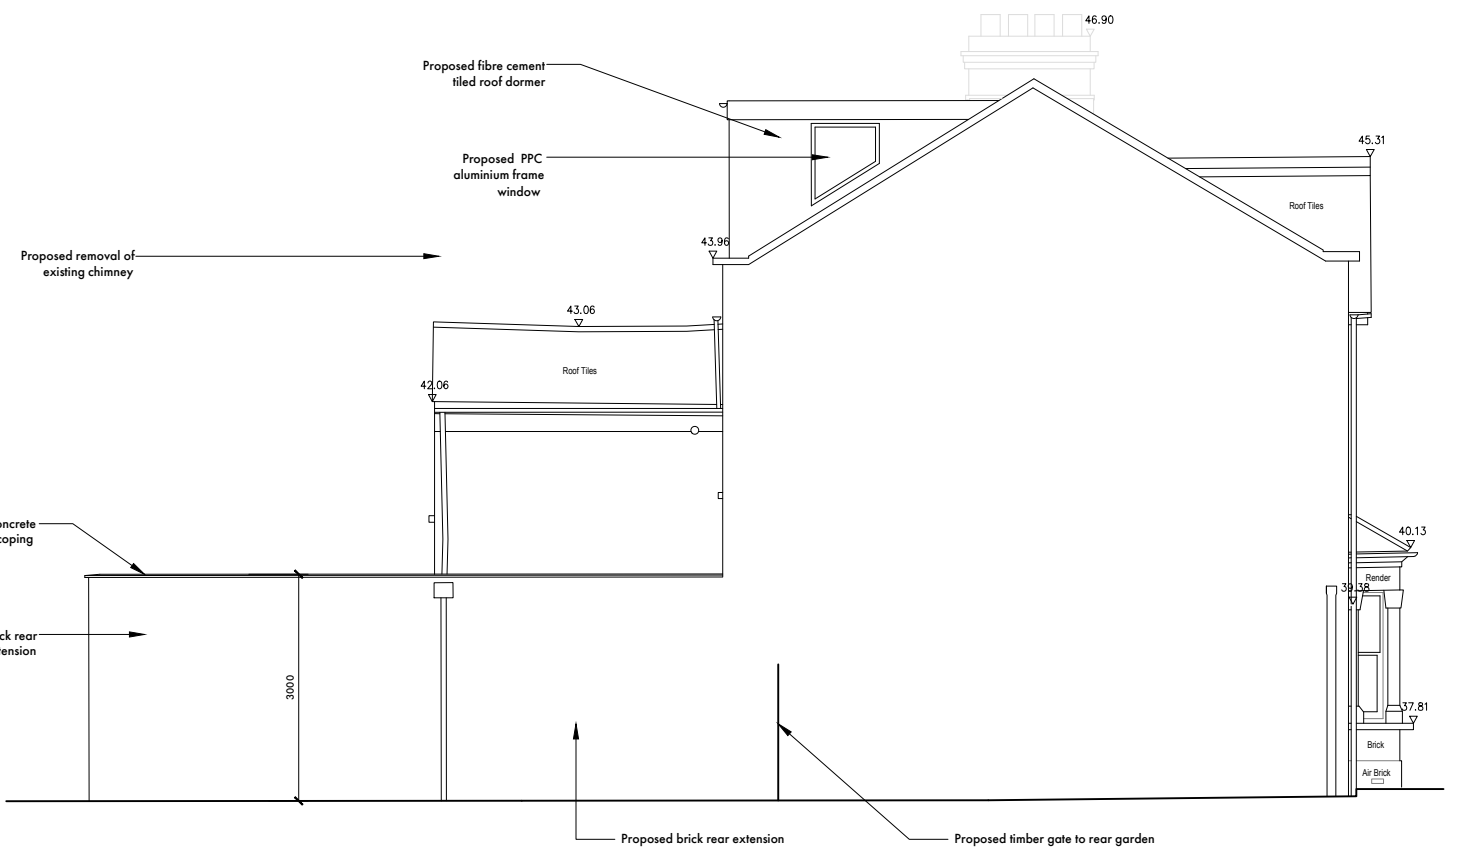 46.90
Proposed fibre cement
tiled roof dormer
45.31
Proposed PPC
aluminium frame
window
Roof Tiles
43.96
Proposed removal of
existing chimney
43.06
Roof Tiles
42.06
oncrete
coping
40.13
Render
39.38
ck rear
tension
3000
37.81
Brick
Air Brick
Proposed brick rear extension
Proposed timber gate to rear garden